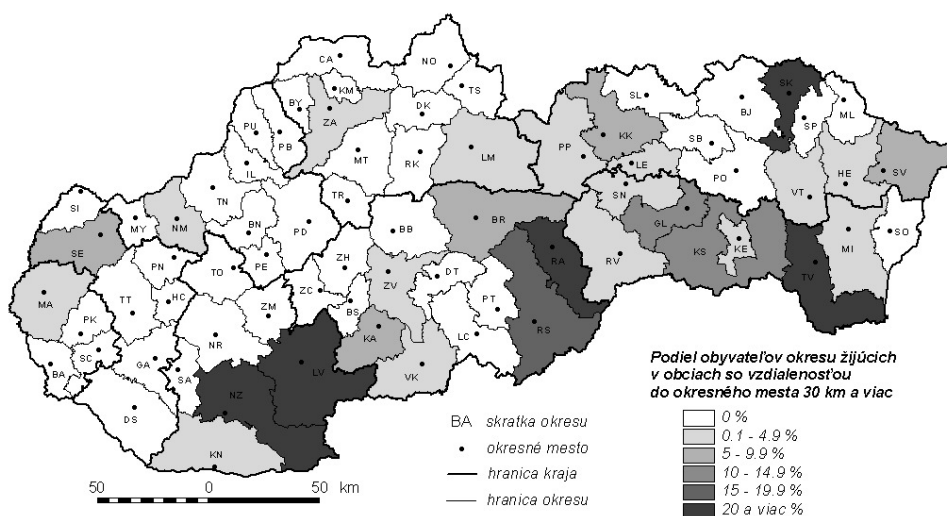 CA
NO
TS
KM
BY
ZA
DK
SL
SK
BJ
SP
ML
PU
PB
KK
SB
IL
MT
RK
LM
PP
LE
PO
VT
HE
SV
SI
MY
NM
TN
BN
PD
TR
BB
BR
SN
GL
SE
PN
TO
PE
ZH
ZV
DT
RA
RV
KS
KE
MI
SO
MA
TT
HC
ZM
ZC
BS
KA
PT
RS
TV
PK
SC
BA
GA
SA
NR
LV
LC
VK
DS
NZ
KN
50 0 50 km
BA skratka okresu
okresné mesto
hranica kraja
hranica okresu
Podiel obyvateľov okresu žijúcich
v obciach so vzdialenosťou
do okresného mesta 30 km a viac
0 %
0.1 - 4.9 %
5 - 9.9 %
10 - 14.9 %
15 - 19.9 %
20 a viac %